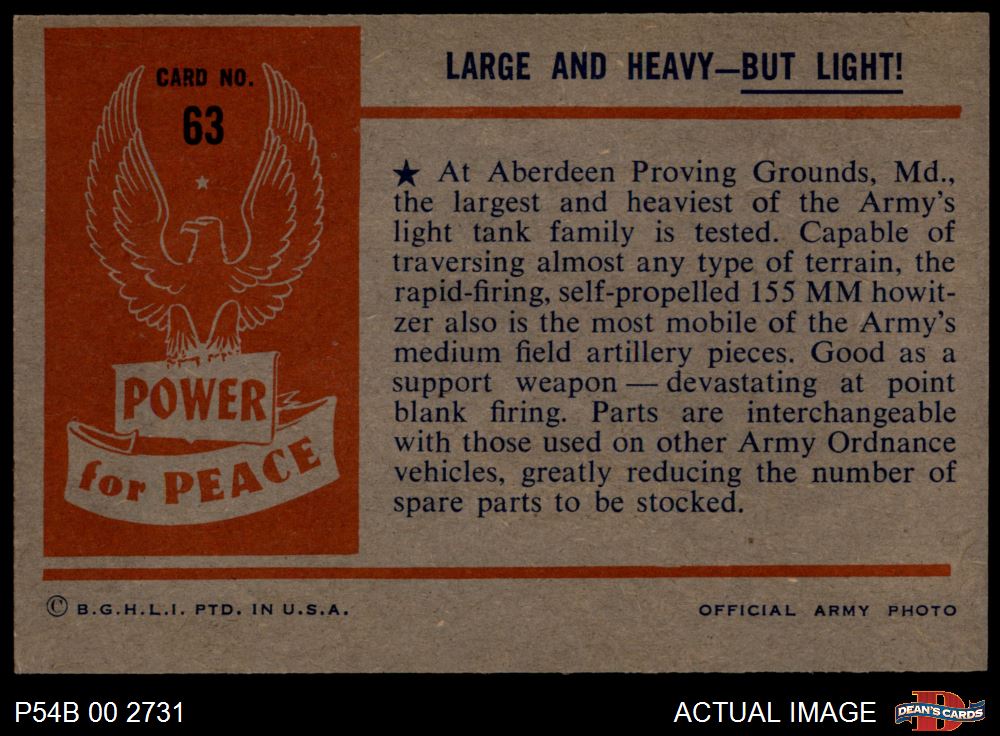 CARD NO.
63
POWER
for PEACE
LARGE AND HEAVY—BUT LIGHT!
★ At Aberdeen Proving Grounds, Md.,
the largest and heaviest of the Army's
light tank family is tested. Capable of
traversing almost any type of terrain, the
rapid-firing, self-propelled 155 MM howit-
zer also is the most mobile of the Army's
medium field artillery pieces. Good as a
support weapon — devastating at point
blank firing. Parts are interchangeable
with those used on other Army Ordnance
vehicles, greatly reducing the number of
spare parts to be stocked.
© B.G.H.L.I. PTD. IN U.S.A.
OFFICIAL ARMY PHOTO
P54B 00 2731
ACTUAL IMAGE
DEAN'S CARDS